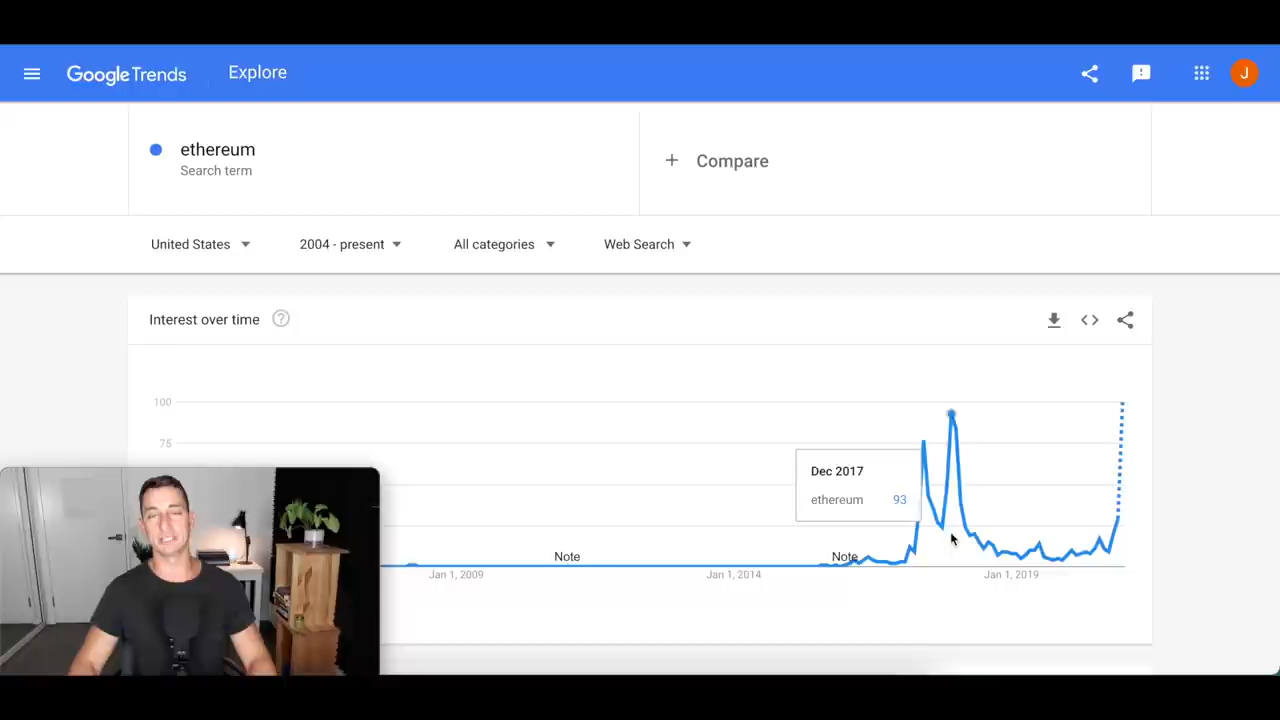 Google Trends
Explore
J
ethereum
Search term
+ Compare
United States
2004 - present
All categories
Web Search
Interest over time
100
75
Dec 2017
ethereum 93
Note
Note
Jan 1, 2009
Jan 1, 2014
Jan 1, 2019